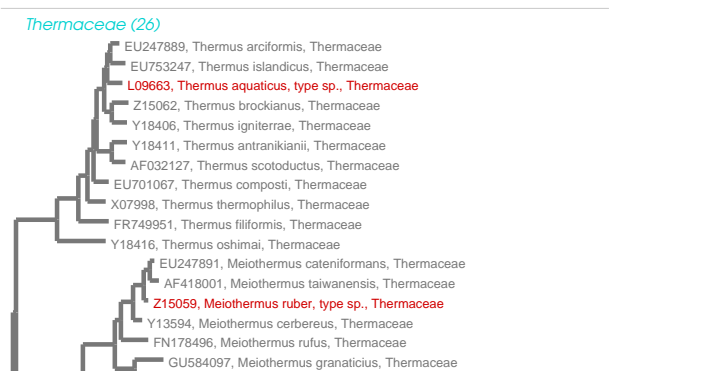 Thermaceae (26)
EU247889, Thermus arciformis, Thermaceae
EU753247, Thermus islandicus, Thermaceae
L09663, Thermus aquaticus, type sp., Thermaceae
Z15062, Thermus brockianus, Thermaceae
Y18406, Thermus igniterrae, Thermaceae
Y18411, Thermus antranikianii, Thermaceae
AF032127, Thermus scotoductus, Thermaceae
EU701067, Thermus composti, Thermaceae
X07998, Thermus thermophilus, Thermaceae
FR749951, Thermus filiformis, Thermaceae
Y18416, Thermus oshimai, Thermaceae
EU247891, Meiothermus cateniformans, Thermaceae
AF418001, Meiothermus taiwanensis, Thermaceae
Z15059, Meiothermus ruber, type sp., Thermaceae
Y13594, Meiothermus cerbereus, Thermaceae
FN178496, Meiothermus rufus, Thermaceae
GU584097, Meiothermus granaticius, Thermaceae